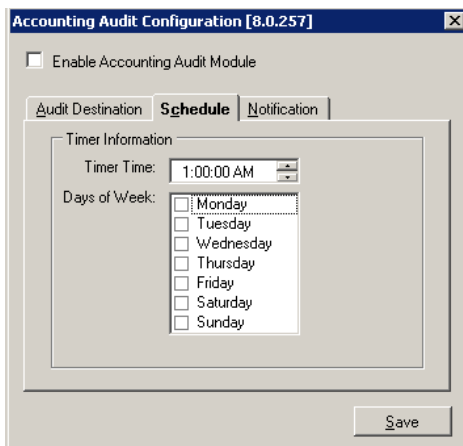 Accounting Audit Configuration [8.0.257]
Enable Accounting Audit Module
Audit Destination Schedule Notification
Timer Information
Timer Time: 1:00:00 AM
Days of Week: Monday
Tuesday
Wednesday
Thursday
Friday
Saturday
Sunday
Save